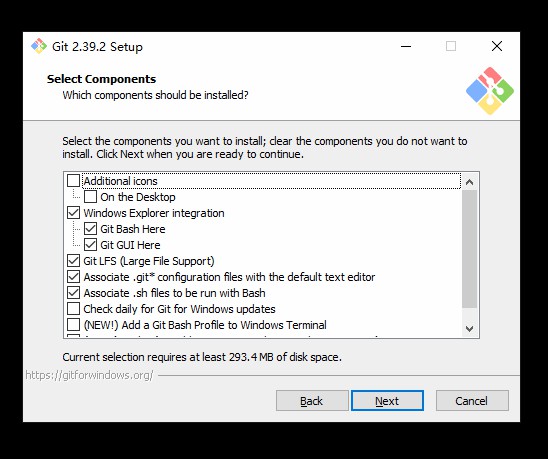 Git 2.39.2 Setup
Select Components
Which components should be installed?
Select the components you want to install; clear the components you do not want to
install. Click Next when you are ready to continue.
Additional icons
On the Desktop
Windows Explorer integration
Git Bash Here
Git GUI Here
Git LFS (Large File Support)
Associate .git* configuration files with the default text editor
Associate .sh files to be run with Bash
Check daily for Git for Windows updates
(NEW!) Add a Git Bash Profile to Windows Terminal
Current selection requires at least 293.4 MB of disk space.
https://gitforwindows.org/
Back
Next
Cancel